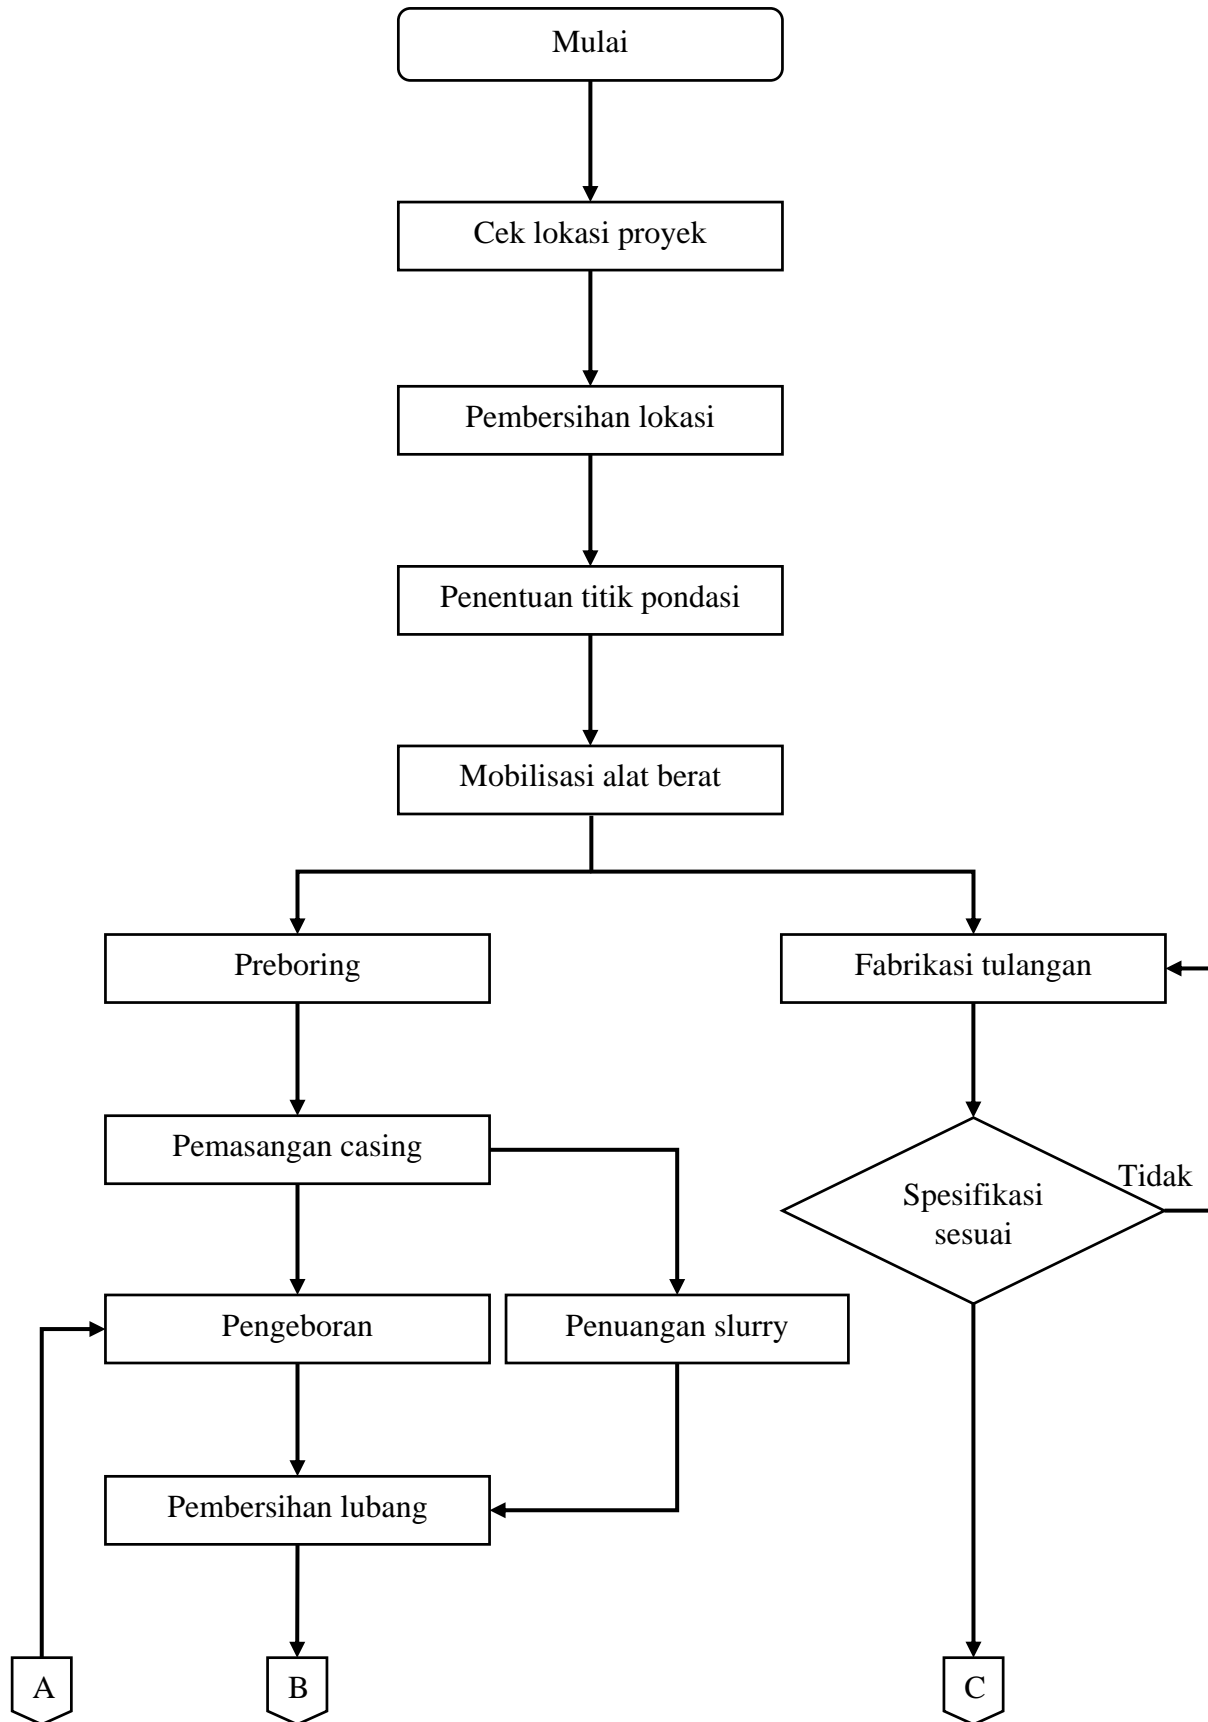 Mulai
Cek lokasi proyek
Pembersihan lokasi
Penentuan titik pondasi
Mobilisasi alat berat
Preboring
Fabrikasi tulangan
Pemasangan casing
Tidak
Spesifikasi
sesuai
Pengeboran
Penuangan slurry
Pembersihan lubang
A
B
C